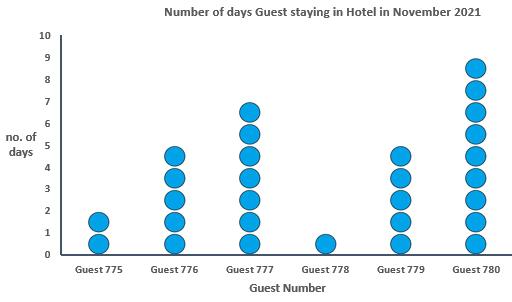 Number of days Guest staying in Hotel in November 2021
10
9
8
7
6
5
4
3
2
1
0
no. of
days
Guest 775 Guest 776 Guest 777 Guest 778 Guest 779 Guest 780
Guest Number